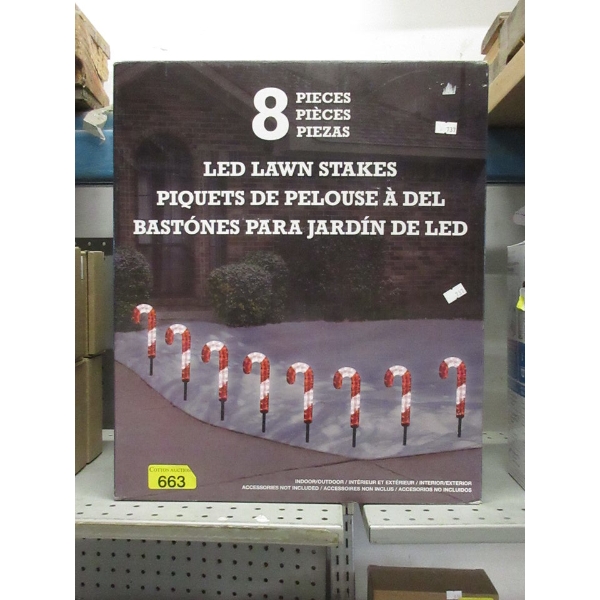 8 PIECES
PIÈCES
PIEZAS
LED LAWN STAKES
PIQUETS DE PELOUSE À DEL
BASTÓNES PARA JARDÍN DE LED
INDOOR/OUTDOOR / INTÉRIEUR ET EXTÉRIEUR / INTERIOR/EXTERIOR
ACCESSORIES NOT INCLUDED / ACCESSOIRES NON INCLUS / ACCESORIOS NO INCLUIDOS
663